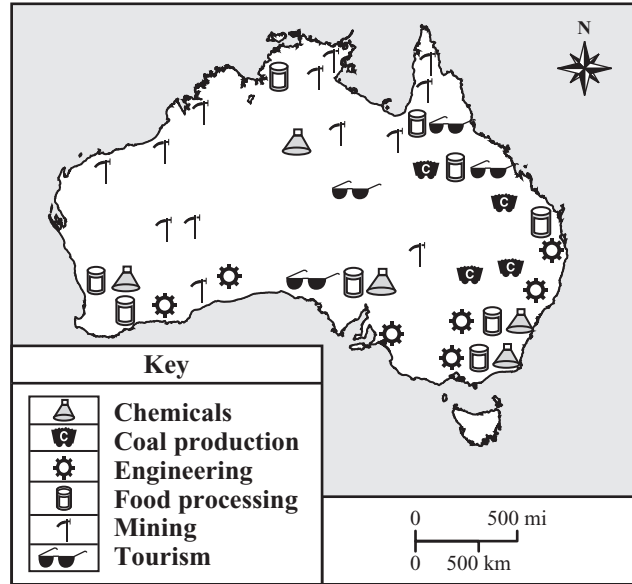 N
C
C
C
C
Key
Chemicals
C
Coal production
Engineering
Food processing
Mining
Tourism
0 500 mi
0 500 km